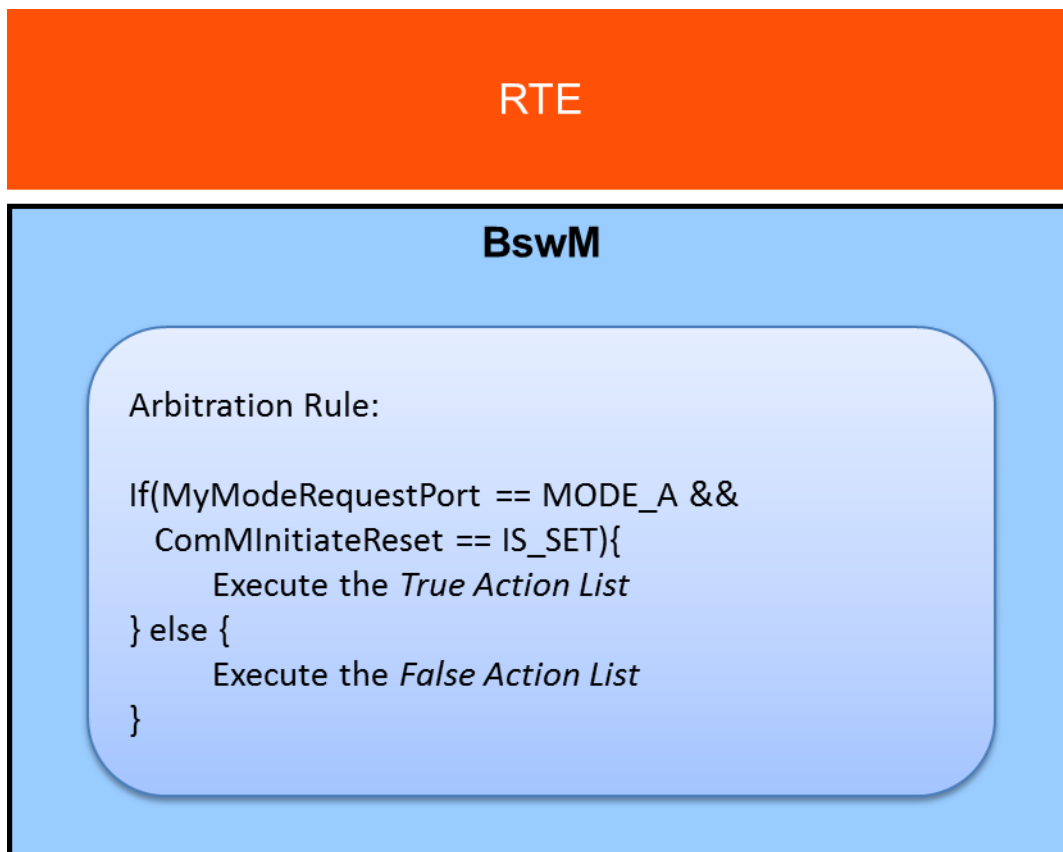 RTE
BswM
Arbitration Rule:
If(MyModeRequestPort == MODE_A &&
ComMInitiateReset == IS_SET){
Execute the True Action List
} else {
Execute the False Action List
}